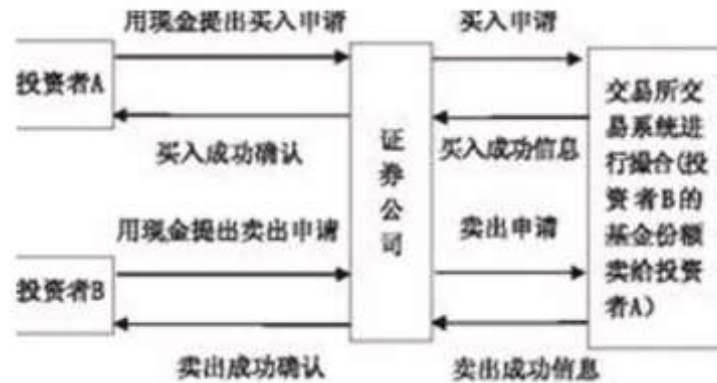 用现金提出买入申请
买入申请
投资者A
买入成功确认
买入成功信息
证
券
公
司
交易所交
易系统进
行撮合(投
资者B的
基金份额
卖给投资
者A)
用现金提出卖出申请
卖出申请
投资者B
卖出成功确认
卖出成功信息